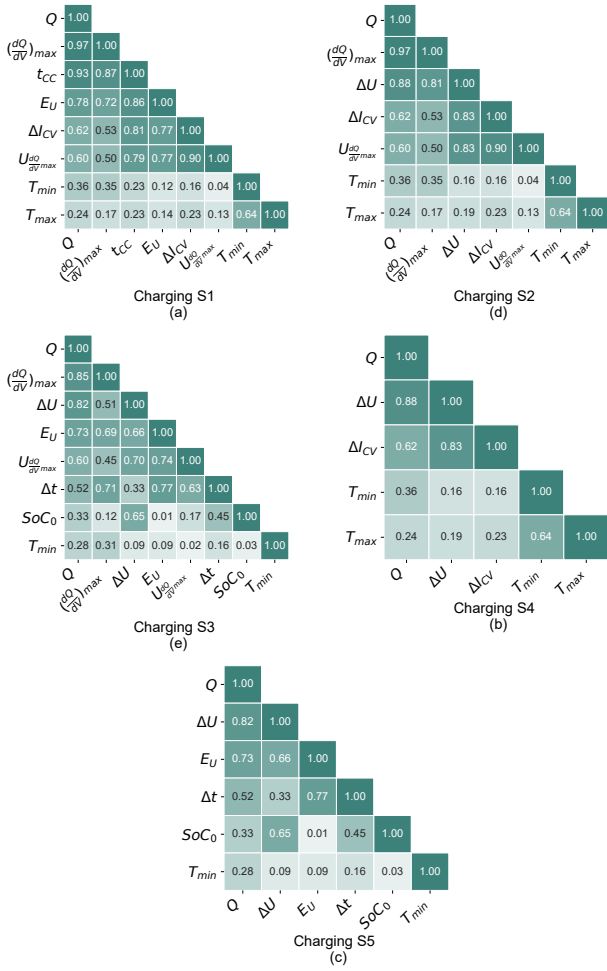 Q 1.00
(dQ/dV)max 0.97 1.00
tCC 0.93 0.87 1.00
EU 0.78 0.72 0.86 1.00
ΔICV 0.62 0.53 0.81 0.77 1.00
UdQ/dV max 0.60 0.50 0.79 0.77 0.90 1.00
Tmin 0.36 0.35 0.23 0.12 0.16 0.04 1.00
Tmax 0.24 0.17 0.23 0.14 0.23 0.13 0.64 1.00
Q (dQ/dV)max tCC EU ΔICV UdQ/dV max Tmin Tmax
Charging S1
(a)
Q 1.00
(dQ/dV)max 0.97 1.00
ΔU 0.88 0.81 1.00
ΔICV 0.62 0.53 0.83 1.00
UdQ/dV max 0.60 0.50 0.83 0.90 1.00
Tmin 0.36 0.35 0.16 0.16 0.04 1.00
Tmax 0.24 0.17 0.19 0.23 0.13 0.64 1.00
Q (dQ/dV)max ΔU ΔICV UdQ/dV max Tmin Tmax
Charging S2
(d)
Q 1.00
(dQ/dV)max 0.85 1.00
ΔU 0.82 0.51 1.00
EU 0.73 0.69 0.66 1.00
UdQ/dV max 0.60 0.45 0.70 0.74 1.00
Δt 0.52 0.71 0.33 0.77 0.63 1.00
SoC0 0.33 0.12 0.65 0.01 0.17 0.45 1.00
Tmin 0.28 0.31 0.09 0.09 0.02 0.16 0.03 1.00
Q (dQ/dV)max ΔU EU UdQ/dV max Δt SoC0 Tmin
Charging S3
(e)
Q 1.00
ΔU 0.88 1.00
ΔICV 0.62 0.83 1.00
Tmin 0.36 0.16 0.16 1.00
Tmax 0.24 0.19 0.23 0.64 1.00
Q ΔU ΔICV Tmin Tmax
Charging S4
(b)
Q 1.00
ΔU 0.82 1.00
EU 0.73 0.66 1.00
Δt 0.52 0.33 0.77 1.00
SoC0 0.33 0.65 0.01 0.45 1.00
Tmin 0.28 0.09 0.09 0.16 0.03 1.00
Q ΔU EU Δt SoC0 Tmin
Charging S5
(c)